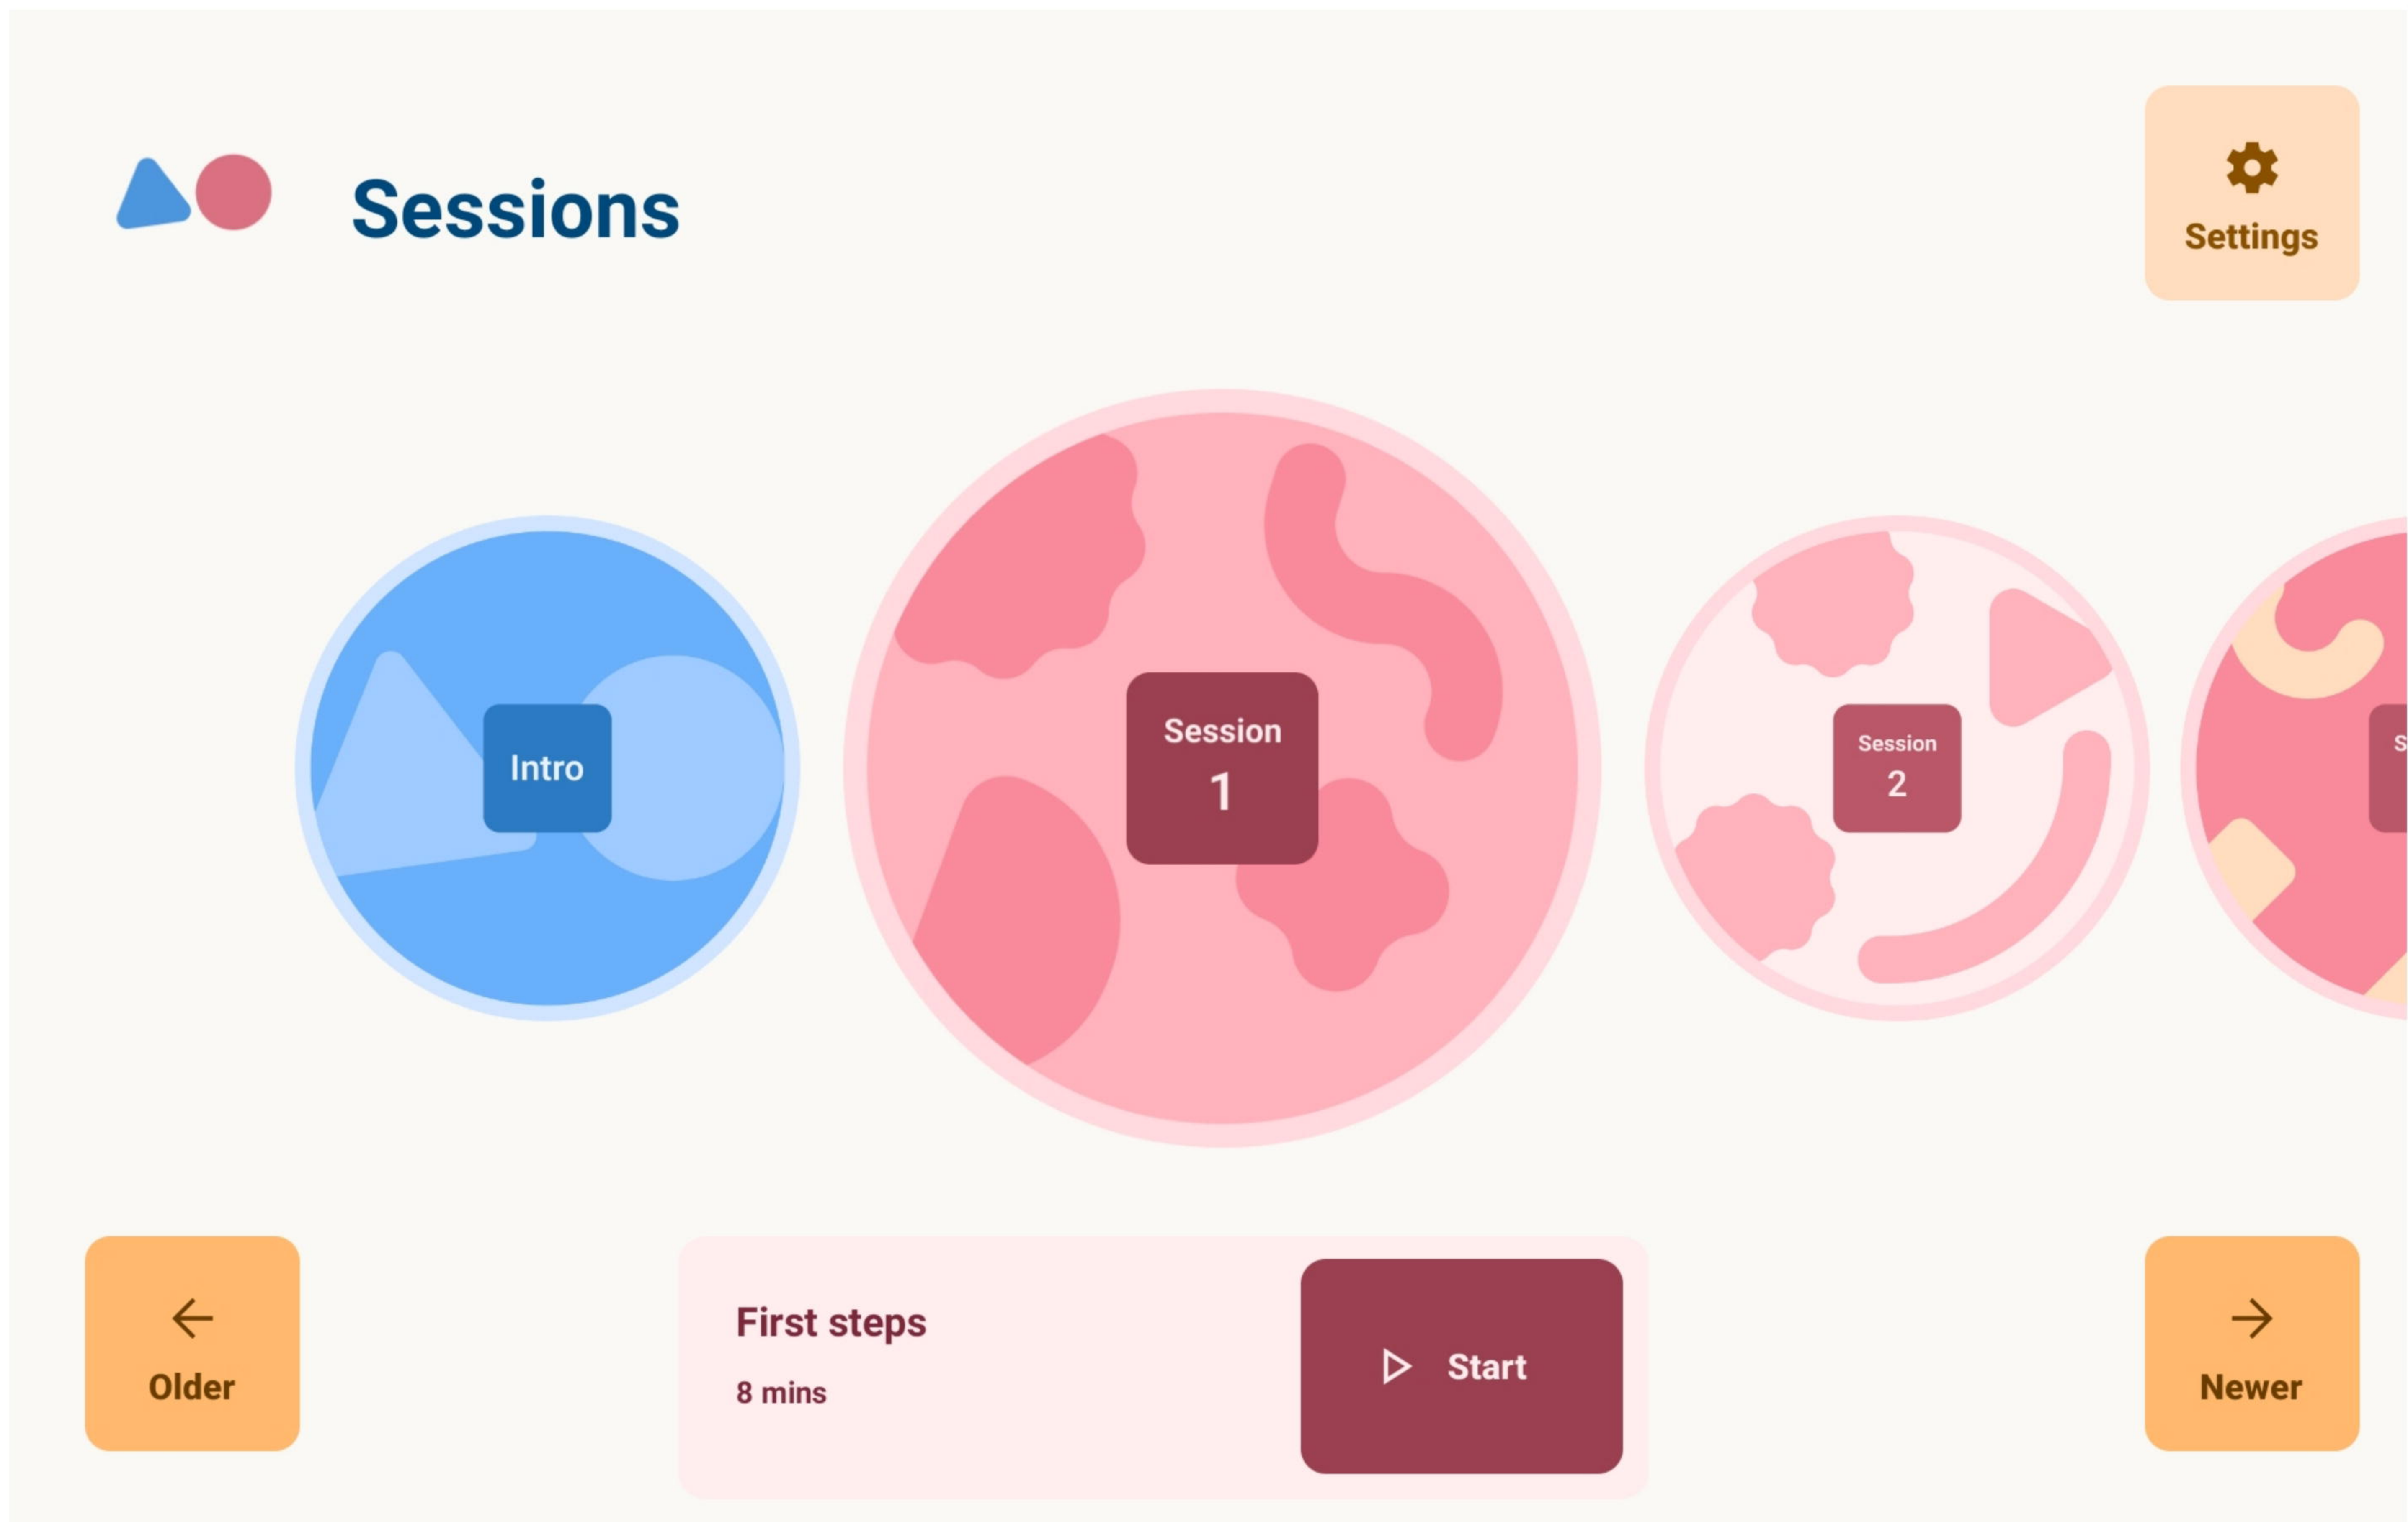 Sessions
Settings
Intro
Session
1
Session
2
First steps
8 mins
Start
Older
Newer